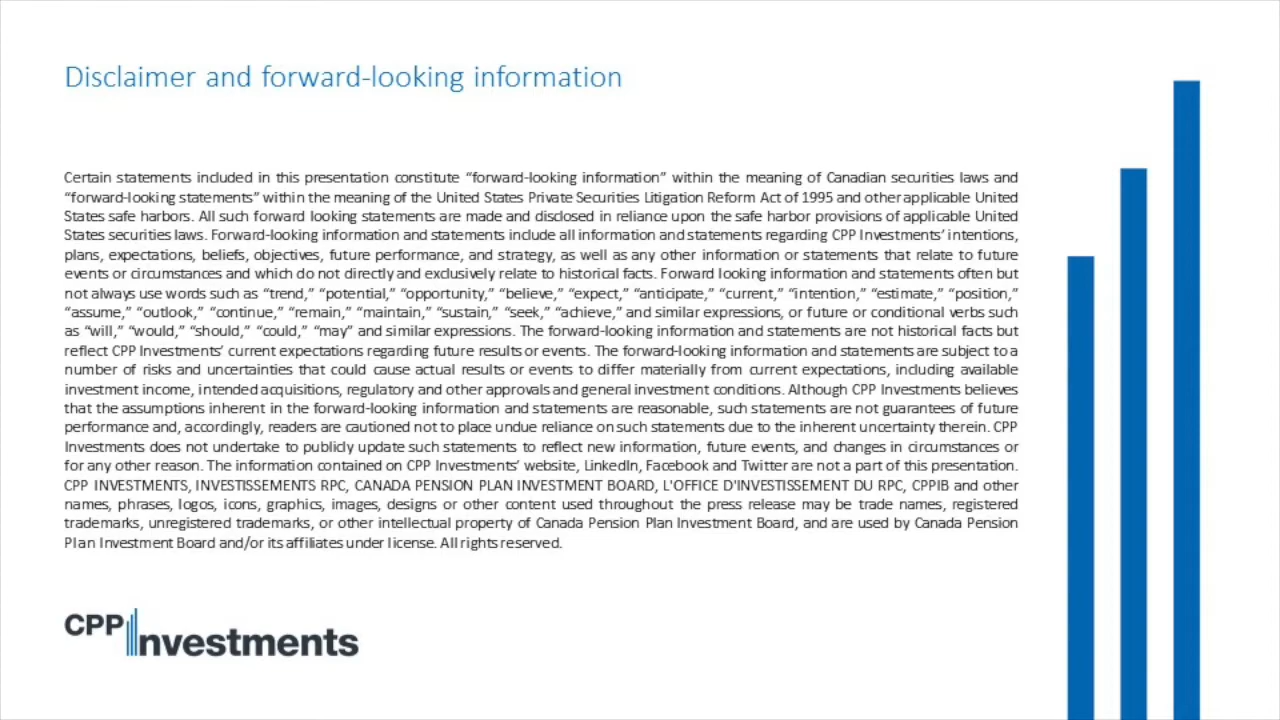 Disclaimer and forward-looking information
Certain statements included in this presentation constitute “forward-looking information” within the meaning of Canadian securities laws and
“forward-looking statements” within the meaning of the United States Private Securities Litigation Reform Act of 1995 and other applicable United
States safe harbors. All such forward looking statements are made and disclosed in reliance upon the safe harbor provisions of applicable United
States securities laws. Forward-looking information and statements include all information and statements regarding CPP Investments’ intentions,
plans, expectations, beliefs, objectives, future performance, and strategy, as well as any other information or statements that relate to future
events or circumstances and which do not directly and exclusively relate to historical facts. Forward looking information and statements often but
not always use words such as “trend,” “potential,” “opportunity,” “believe,” “expect,” “anticipate,” “current,” “intention,” “estimate,” “position,”
“assume,” “outlook,” “continue,” “remain,” “maintain,” “sustain,” “seek,” “achieve,” and similar expressions, or future or conditional verbs such
as “will,” “would,” “should,” “could,” “may” and similar expressions. The forward-looking information and statements are not historical facts but
reflect CPP Investments’ current expectations regarding future results or events. The forward-looking information and statements are subject to a
number of risks and uncertainties that could cause actual results or events to differ materially from current expectations, including available
investment income, intended acquisitions, regulatory and other approvals and general investment conditions. Although CPP Investments believes
that the assumptions inherent in the forward-looking information and statements are reasonable, such statements are not guarantees of future
performance and, accordingly, readers are cautioned not to place undue reliance on such statements due to the inherent uncertainty therein. CPP
Investments does not undertake to publicly update such statements to reflect new information, future events, and changes in circumstances or
for any other reason. The information contained on CPP Investments’ website, LinkedIn, Facebook and Twitter are not a part of this presentation.
CPP INVESTMENTS, INVESTISSEMENTS RPC, CANADA PENSION PLAN INVESTMENT BOARD, L'OFFICE D'INVESTISSEMENT DU RPC, CPPIB and other
names, phrases, logos, icons, graphics, images, designs or other content used throughout the press release may be trade names, registered
trademarks, unregistered trademarks, or other intellectual property of Canada Pension Plan Investment Board, and are used by Canada Pension
Plan Investment Board and/or its affiliates under license. All rights reserved.
CPP Investments